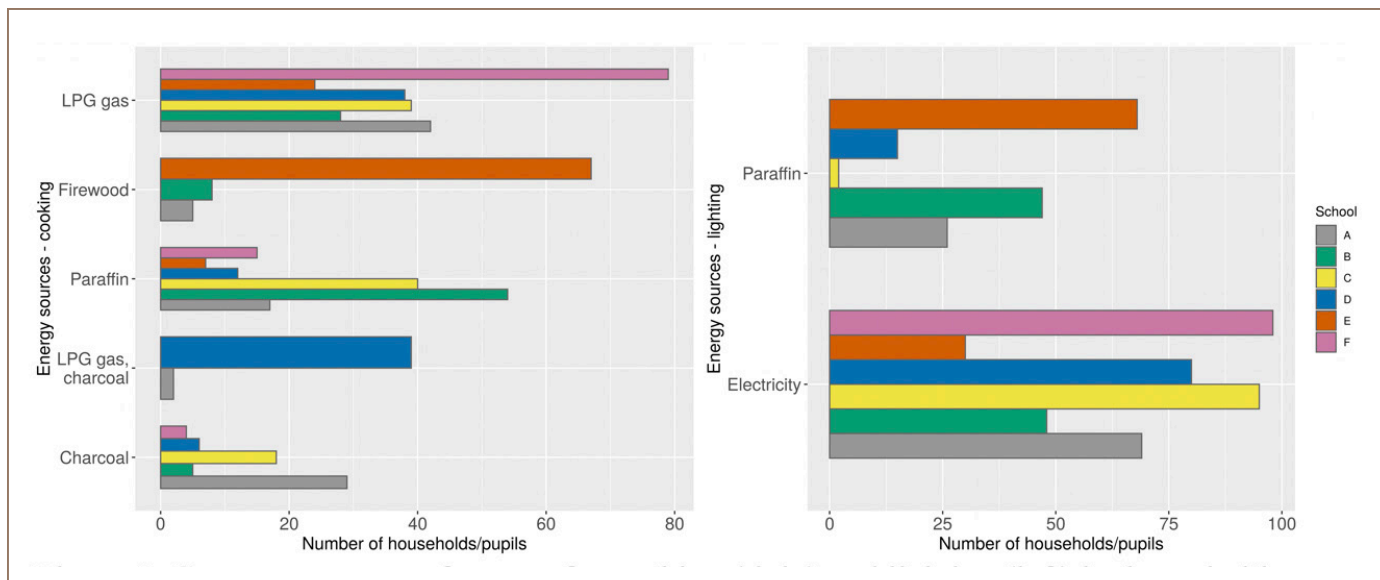 Energy sources - cooking
LPG gas
Firewood
Paraffin
LPG gas,
charcoal
Charcoal
0
20
40
60
80
Number of households/pupils
Energy sources - lighting
Paraffin
Electricity
0
25
50
75
100
Number of households/pupils
School
A
B
C
D
E
F